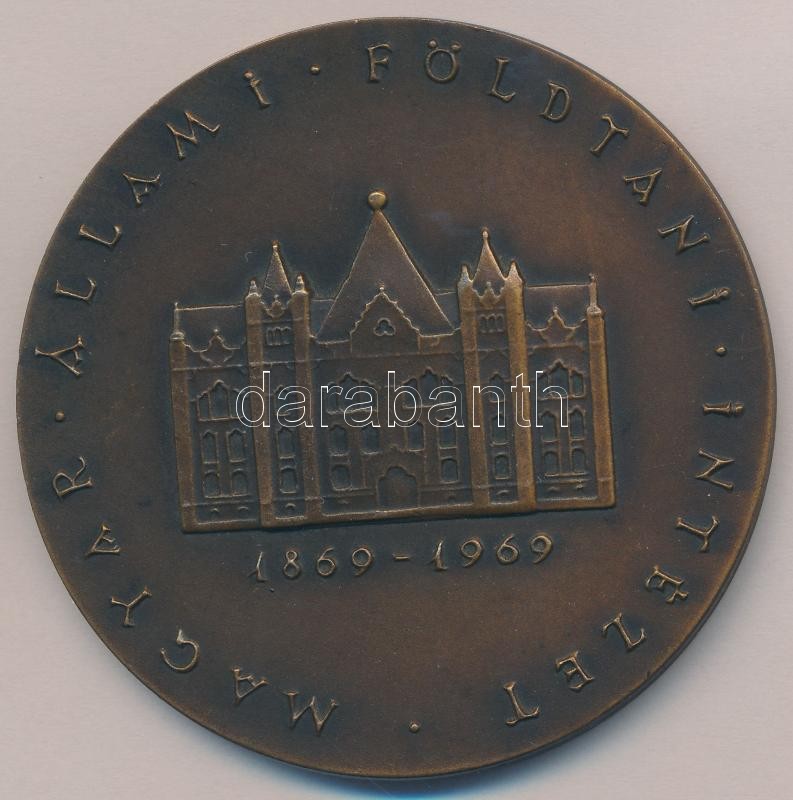 MAGYAR · ÁLLAMI · FÖLDTANI · INTÉZET ·
1869-1969
darabanth